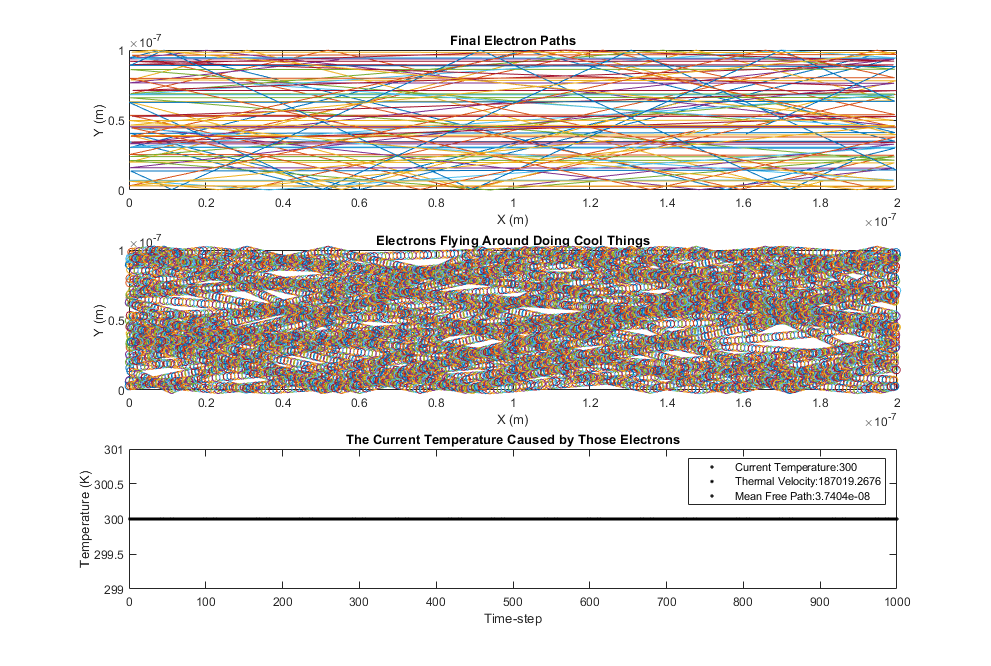 Final Electron Paths
×10^-7
1
0.5
0
Y (m)
0 0.2 0.4 0.6 0.8 1 1.2 1.4 1.6 1.8 2
X (m)
×10^-7
Electrons Flying Around Doing Cool Things
×10^-7
1
0.5
0
Y (m)
0 0.2 0.4 0.6 0.8 1 1.2 1.4 1.6 1.8 2
X (m)
×10^-7
The Current Temperature Caused by Those Electrons
301
300.5
300
299.5
299
Temperature (K)
Current Temperature:300
Thermal Velocity:187019.2676
Mean Free Path:3.7404e-08
0 100 200 300 400 500 600 700 800 900 1000
Time-step